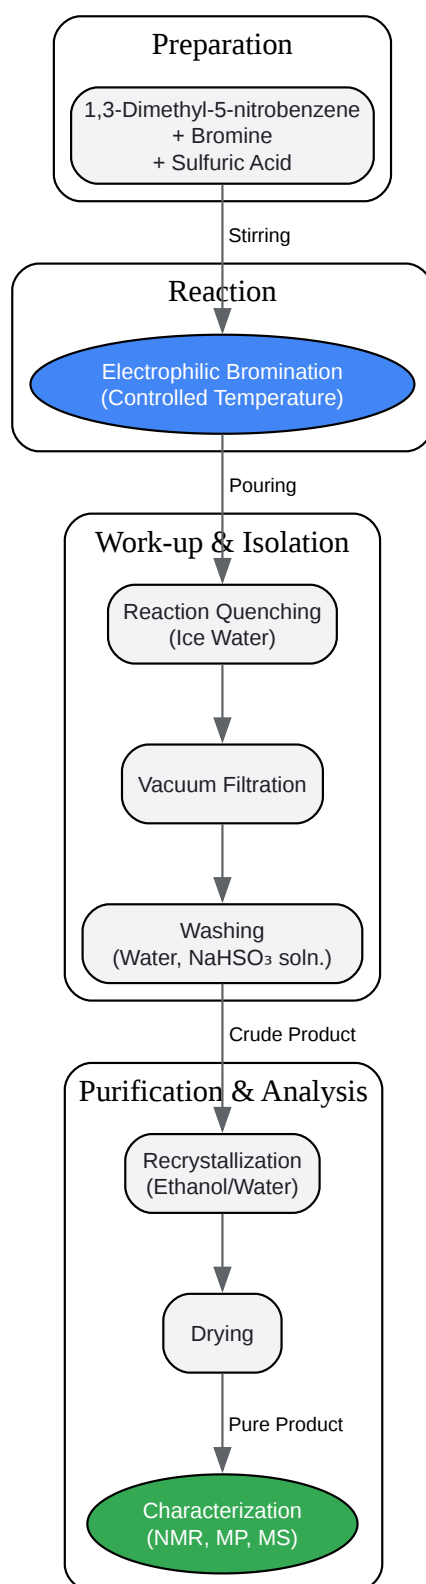 Preparation
1,3-Dimethyl-5-nitrobenzene
+ Bromine
+ Sulfuric Acid
Stirring
Reaction
Electrophilic Bromination
(Controlled Temperature)
Pouring
Work-up & Isolation
Reaction Quenching
(Ice Water)
Vacuum Filtration
Washing
(Water, NaHSO₃ soln.)
Crude Product
Purification & Analysis
Recrystallization
(Ethanol/Water)
Drying
Pure Product
Characterization
(NMR, MP, MS)